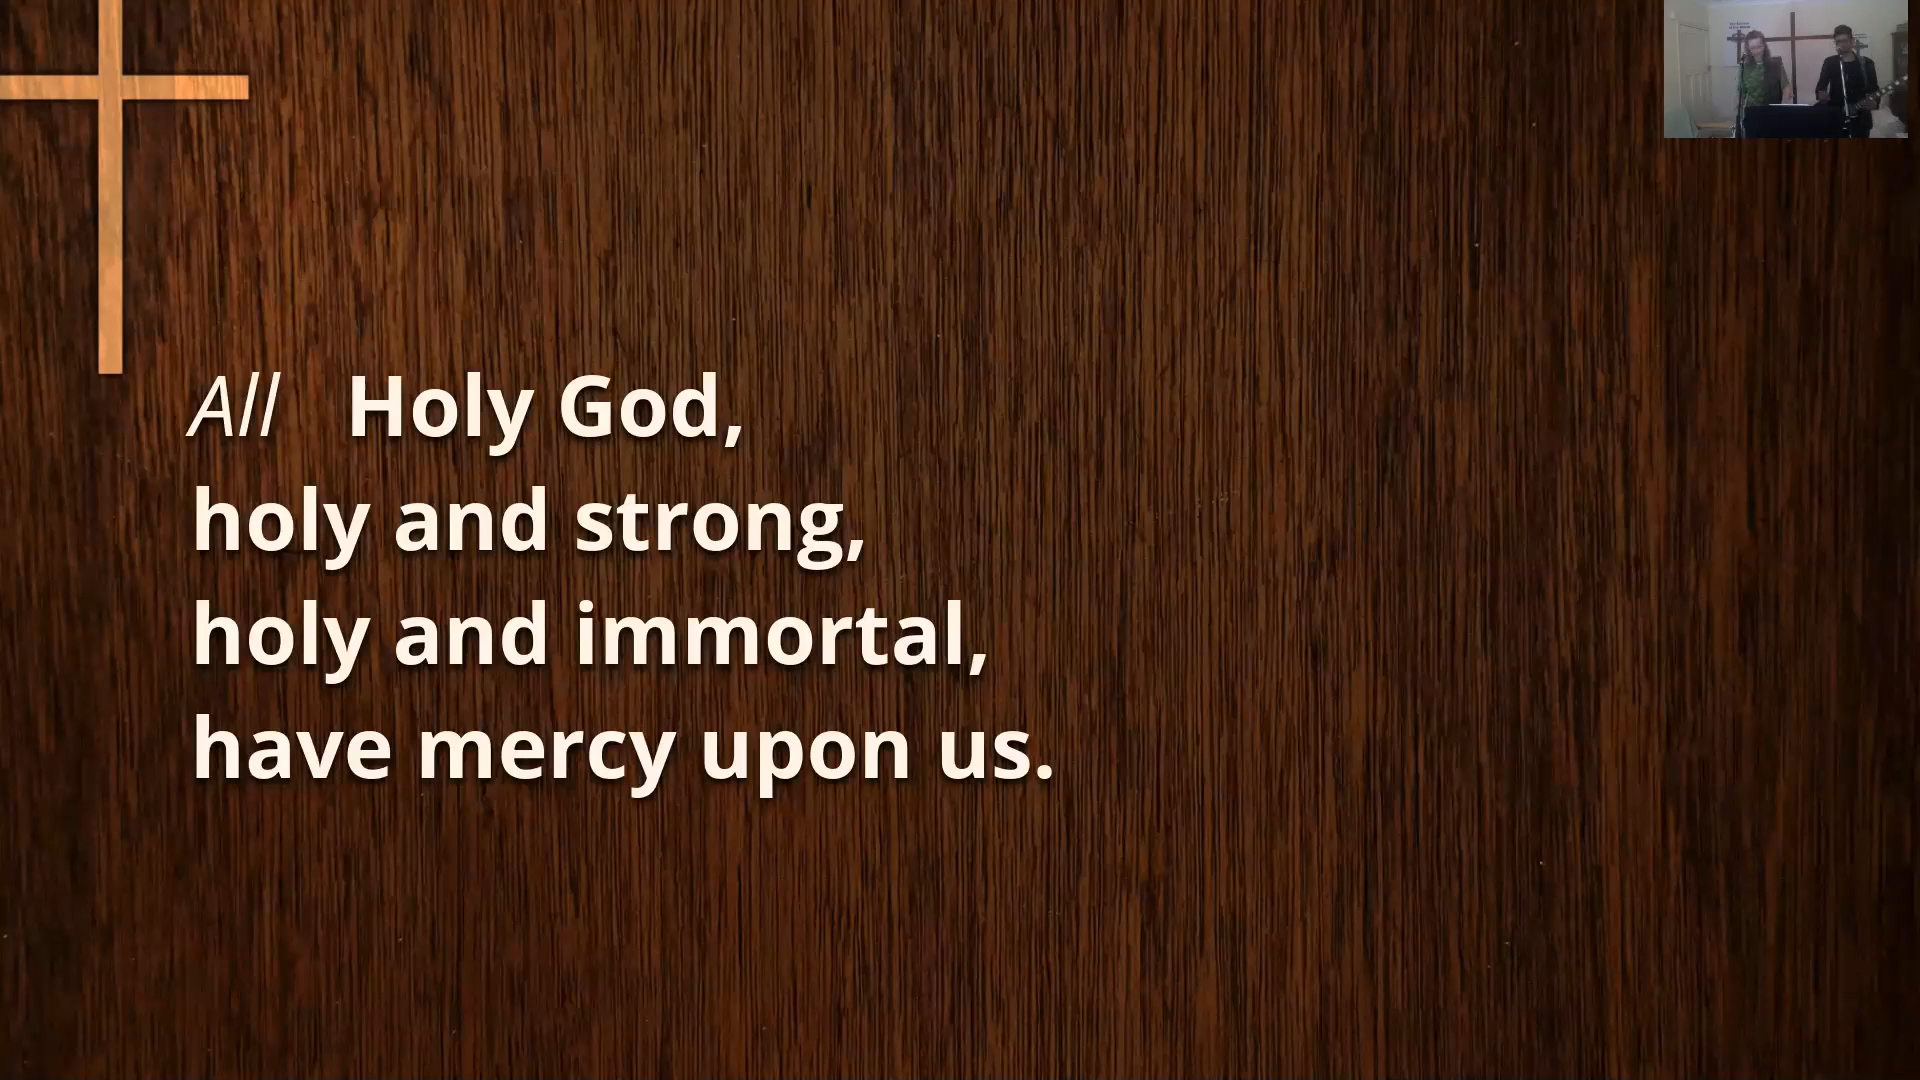 All Holy God,
holy and strong,
holy and immortal,
have mercy upon us.